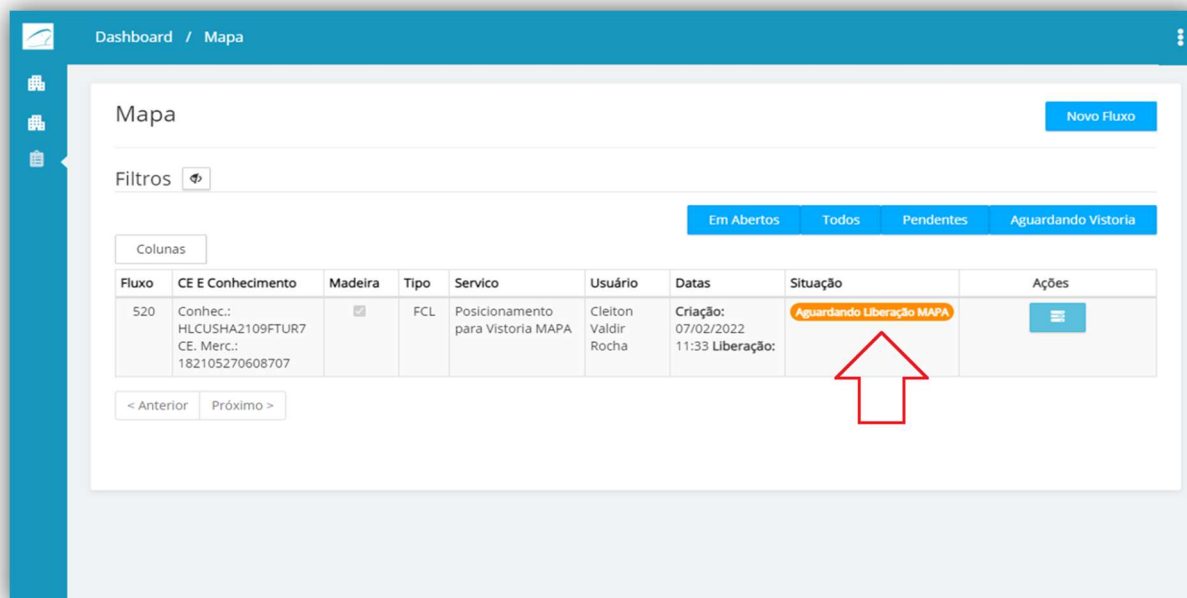 Dashboard / Mapa
Mapa
Novo Fluxo
Filtros
Em Abertos Todos Pendentes Aguardando Vistoria
Colunas
Fluxo CE E Conhecimento Madeira Tipo Servico Usuário Datas Situação Ações
520 Conhec.: FCL Posicionamento Cleiton Criação: Aguardando Liberação MAPA
HLCUSHA2109FTUR7 para Vistoria MAPA Valdir 07/02/2022
CE. Merc.: Rocha 11:33 Liberação:
182105270608707
< Anterior Próximo >